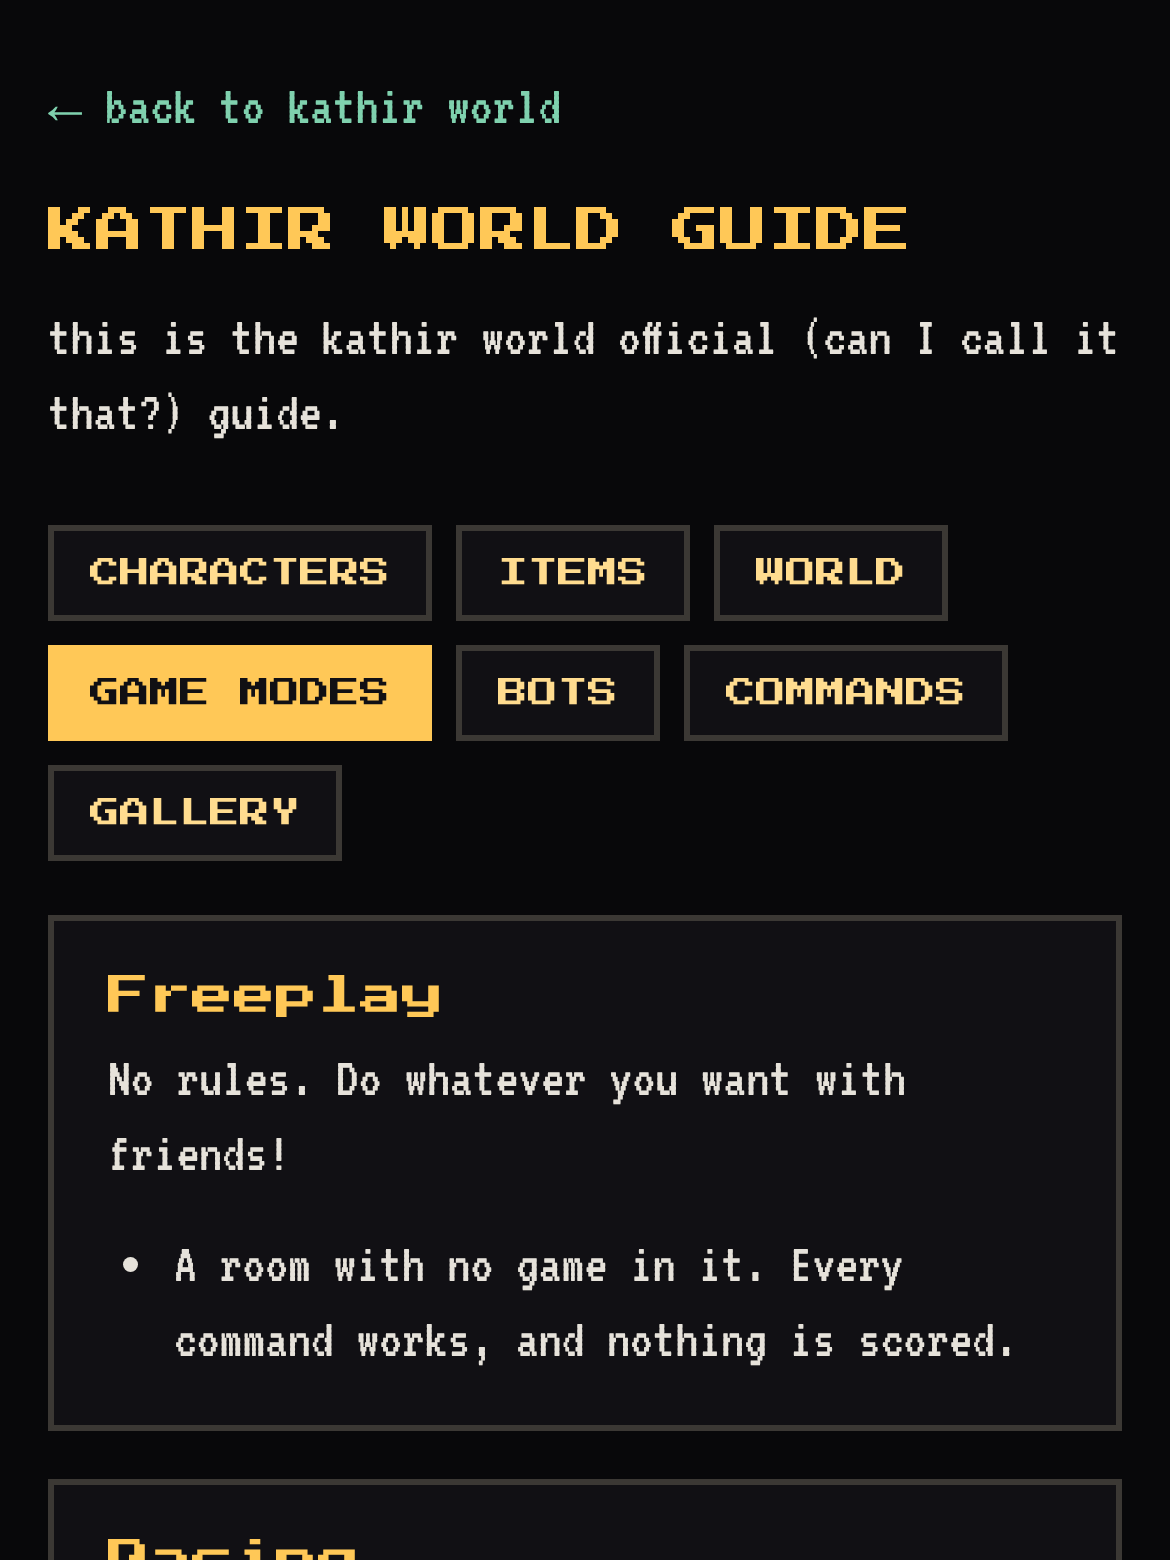 ← back to kathir world
KATHIR WORLD GUIDE
this is the kathir world official (can I call it
that?) guide.
CHARACTERS
ITEMS
WORLD
GAME MODES
BOTS
COMMANDS
GALLERY
Freeplay
No rules. Do whatever you want with
friends!
• A room with no game in it. Every
command works, and nothing is scored.
Racing